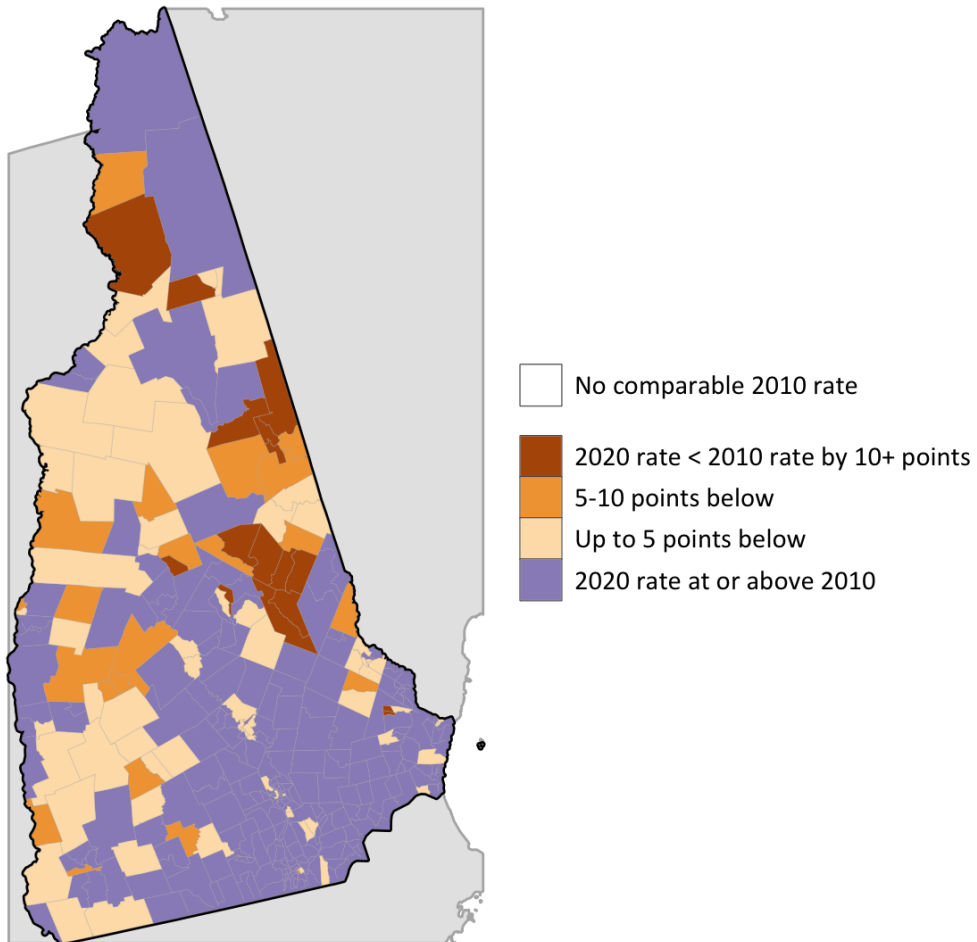 No comparable 2010 rate
2020 rate < 2010 rate by 10+ points
5-10 points below
Up to 5 points below
2020 rate at or above 2010